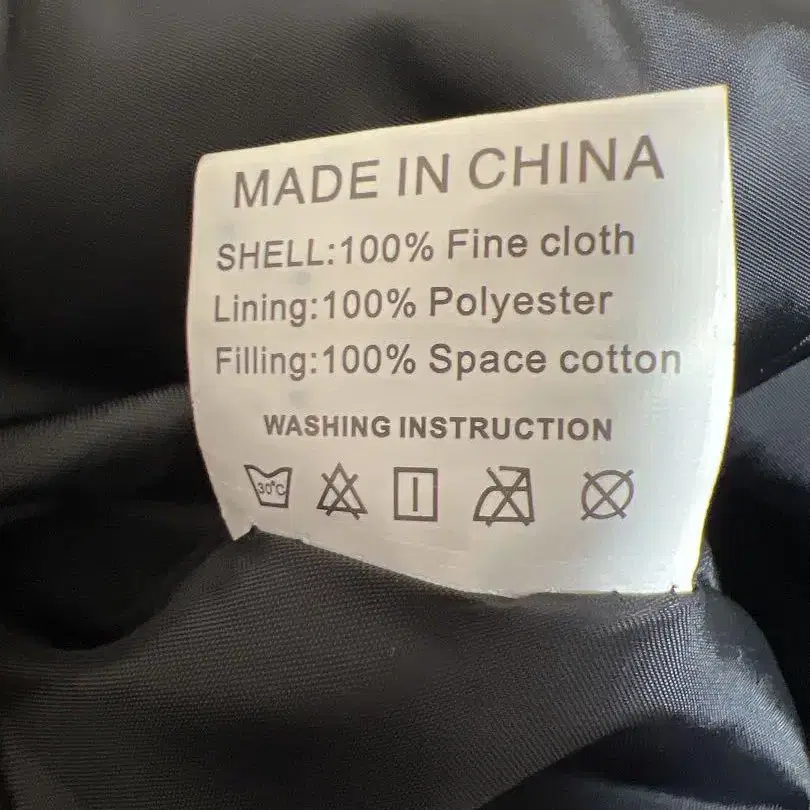 MADE IN CHINA
SHELL:100% Fine cloth
Lining:100% Polyester
Filling:100% Space cotton
WASHING INSTRUCTION
30°C